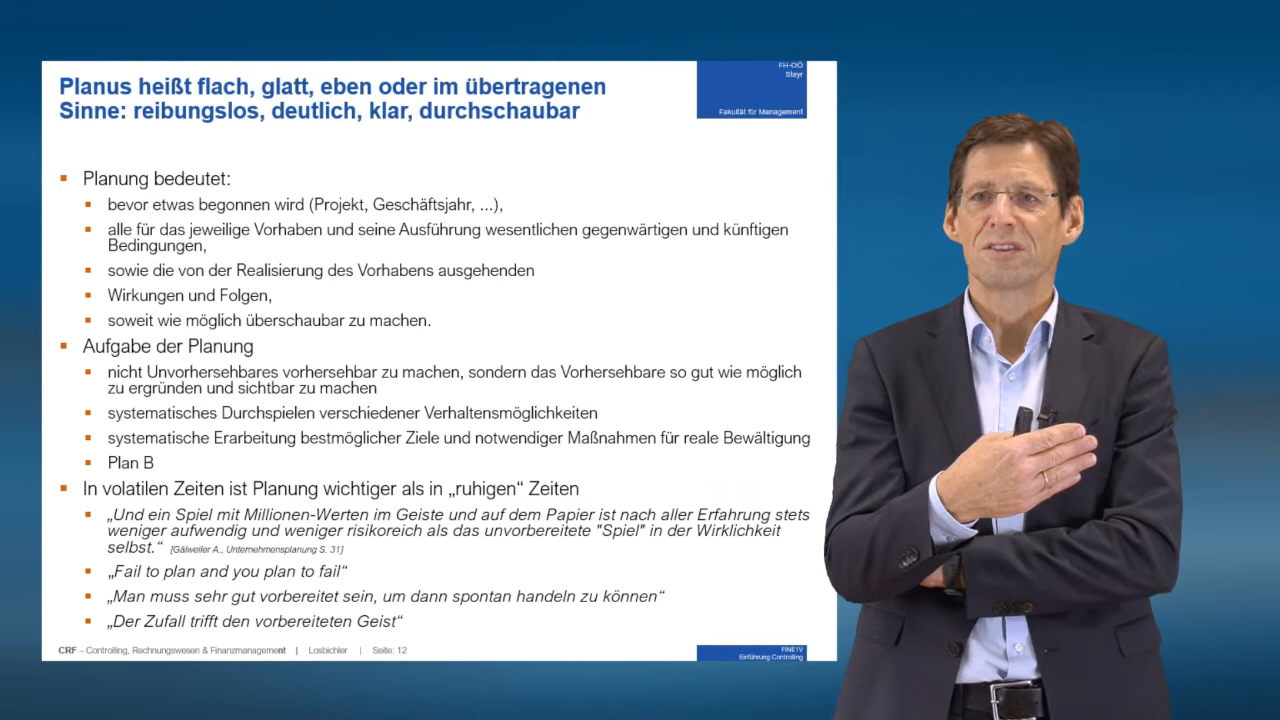 Planus heißt flach, glatt, eben oder im übertragenen
Sinne: reibungslos, deutlich, klar, durchschaubar
FH-OÖ
Steyr
Fakultät für Management
Planung bedeutet:
bevor etwas begonnen wird (Projekt, Geschäftsjahr, ...),
alle für das jeweilige Vorhaben und seine Ausführung wesentlichen gegenwärtigen und künftigen
Bedingungen,
sowie die von der Realisierung des Vorhabens ausgehenden
Wirkungen und Folgen,
soweit wie möglich überschaubar zu machen.
Aufgabe der Planung
nicht Unvorhersehbares vorhersehbar zu machen, sondern das Vorhersehbare so gut wie möglich
zu ergründen und sichtbar zu machen
systematisches Durchspielen verschiedener Verhaltensmöglichkeiten
systematische Erarbeitung bestmöglicher Ziele und notwendiger Maßnahmen für reale Bewältigung
Plan B
In volatilen Zeiten ist Planung wichtiger als in „ruhigen“ Zeiten
„Und ein Spiel mit Millionen-Werten im Geiste und auf dem Papier ist nach aller Erfahrung stets
weniger aufwendig und weniger risikoreich als das unvorbereitete "Spiel" in der Wirklichkeit
selbst.“ [Gälweiler A., Unternehmensplanung S. 31]
„Fail to plan and you plan to fail“
„Man muss sehr gut vorbereitet sein, um dann spontan handeln zu können“
„Der Zufall trifft den vorbereiteten Geist“
CRF – Controlling, Rechnungswesen & Finanzmanagement | Losbichler | Seite: 12
FINE1V
Einführung Controlling